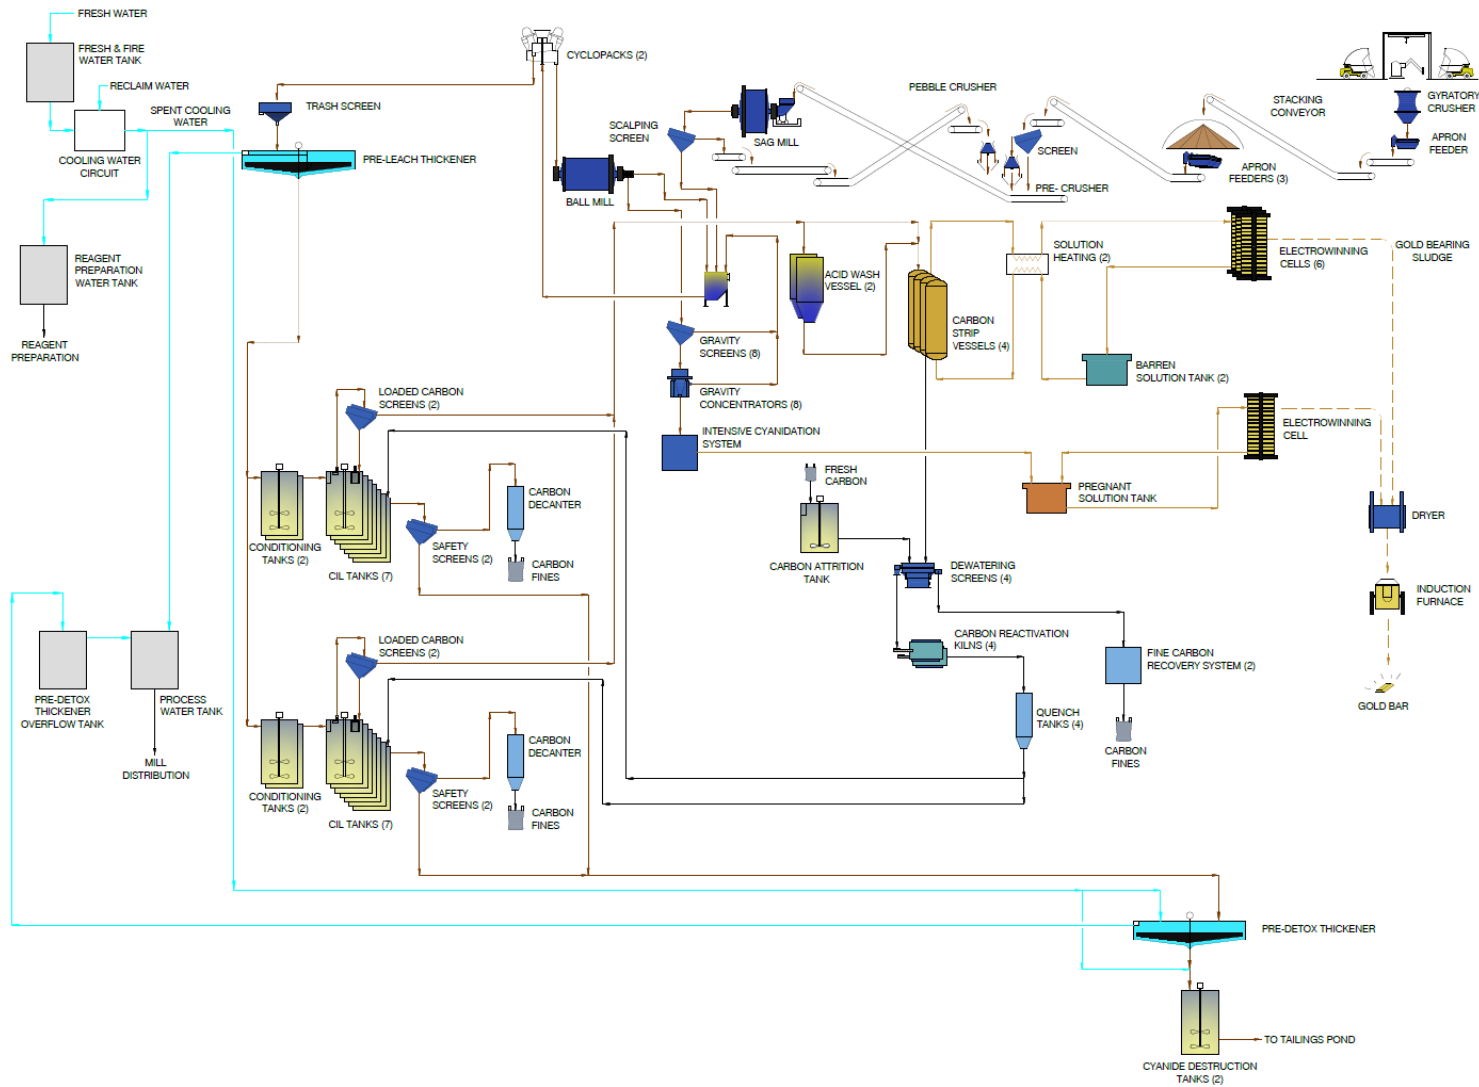 FRESH WATER
FRESH & FIRE
WATER TANK
RECLAIM WATER
SPENT COOLING
WATER
COOLING WATER
CIRCUIT
REAGENT
PREPARATION
WATER TANK
REAGENT
PREPARATION
CYCLOPACKS (2)
TRASH SCREEN
PRE-LEACH THICKENER
BALL MILL
SCALPING
SCREEN
SAG MILL
PEBBLE CRUSHER
SCREEN
PRE- CRUSHER
STACKING
CONVEYOR
APRON
FEEDERS (3)
GYRATORY
CRUSHER
APRON
FEEDER
ACID WASH
VESSEL (2)
CARBON
STRIP
VESSELS (4)
SOLUTION
HEATING (2)
ELECTROWINNING
CELLS (6)
GOLD BEARING
SLUDGE
BARREN
SOLUTION TANK (2)
GRAVITY
SCREENS (8)
GRAVITY
CONCENTRATORS (8)
INTENSIVE CYANIDATION
SYSTEM
ELECTROWINNING
CELL
PREGNANT
SOLUTION TANK
DRYER
INDUCTION
FURNACE
GOLD BAR
LOADED CARBON
SCREENS (2)
CONDITIONING
TANKS (2)
CIL TANKS (7)
SAFETY
SCREENS (2)
CARBON
DECANTER
CARBON
FINES
FRESH
CARBON
CARBON ATTRITION
TANK
DEWATERING
SCREENS (4)
CARBON REACTIVATION
KILNS (4)
FINE CARBON
RECOVERY SYSTEM (2)
QUENCH
TANKS (4)
CARBON
FINES
PRE-DETOX
THICKENER
OVERFLOW TANK
PROCESS
WATER TANK
MILL
DISTRIBUTION
LOADED CARBON
SCREENS (2)
CONDITIONING
TANKS (2)
CIL TANKS (7)
SAFETY
SCREENS (2)
CARBON
DECANTER
CARBON
FINES
PRE-DETOX THICKENER
TO TAILINGS POND
CYANIDE DESTRUCTION
TANKS (2)